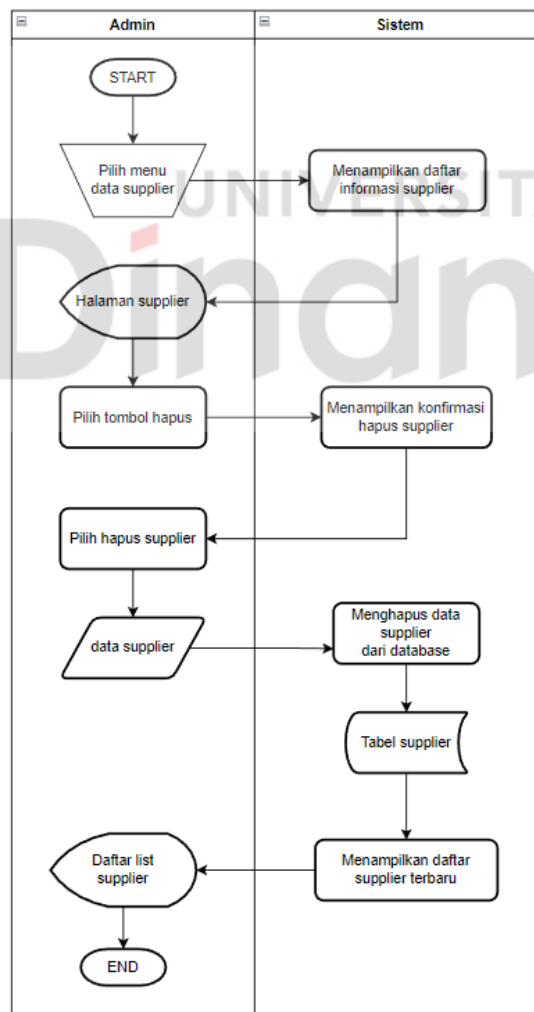 Admin
Sistem
START
Pilih menu
data supplier
Menampilkan daftar
informasi supplier
UNIVERSITA
Dinam
Halaman supplier
Pilih tombol hapus
Menampilkan konfirmasi
hapus supplier
Pilih hapus supplier
data supplier
Menghapus data
supplier
dari database
Tabel supplier
Menampilkan daftar
supplier terbaru
Daftar list
supplier
END